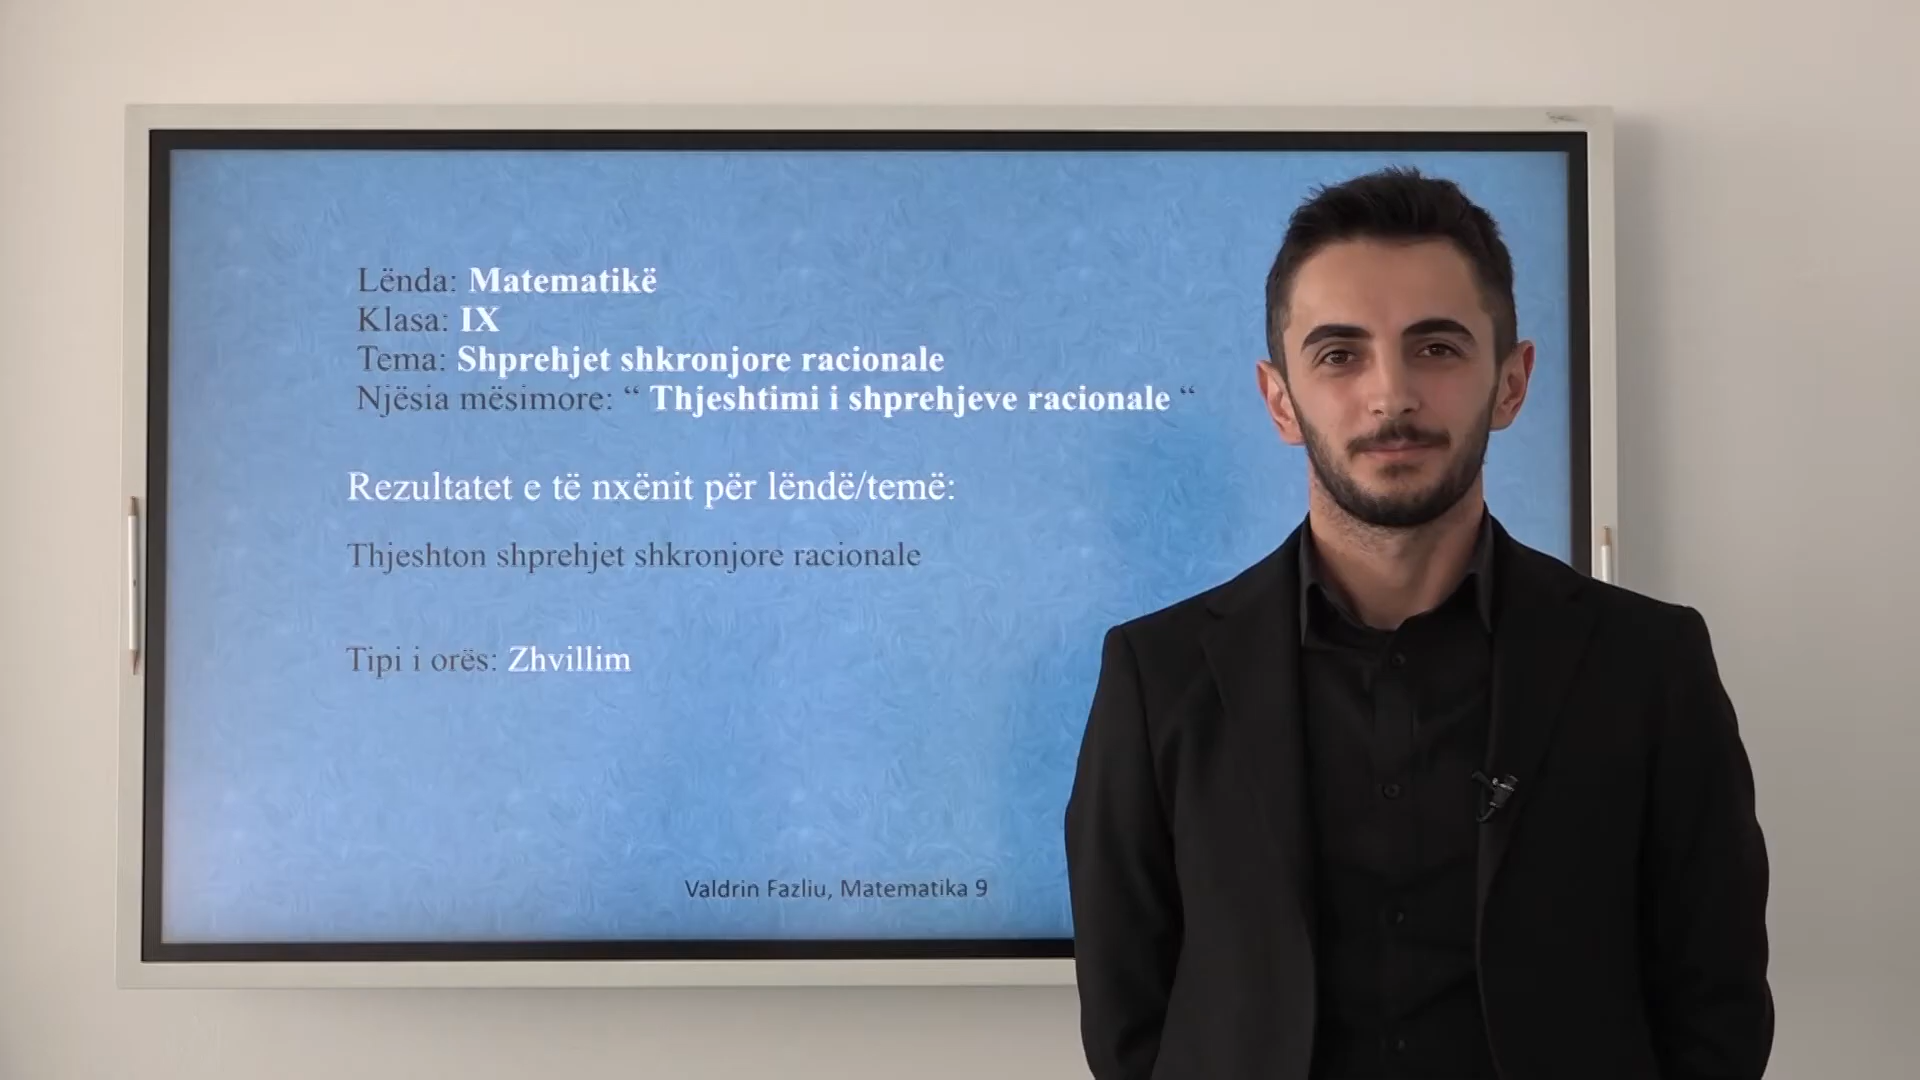 Lënda: Matematikë
Klasa: IX
Tema: Shprehjet shkronjore racionale
Njësia mësimore: “ Thjeshtimi i shprehjeve racionale “
Rezultatet e të nxënit për lëndë/temë:
Thjeshton shprehjet shkronjore racionale
Tipi i orës: Zhvillim
Valdrin Fazliu, Matematika 9